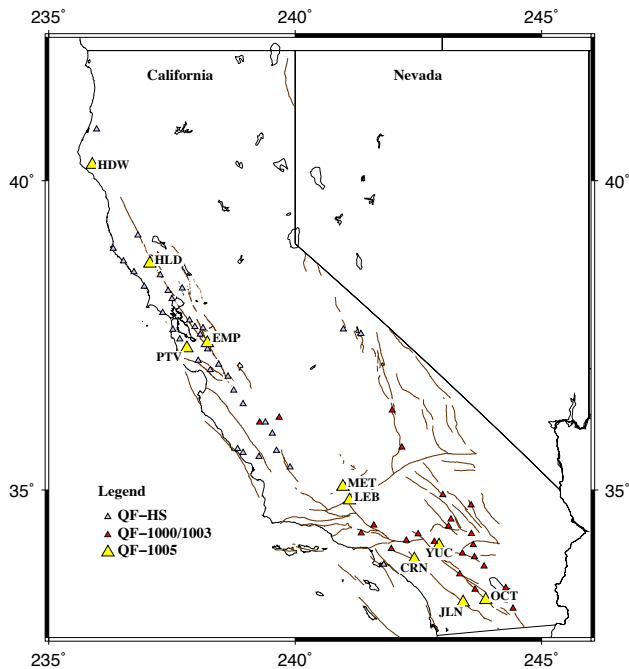 235˚ 240˚ 245˚
California Nevada
HDW
40˚ 40˚
HLD
EMP
PTV
MET
35˚ 35˚
LEB
Legend
QF−HS
QF−1000/1003
QF−1005
YUC
CRN
OCT
JLN
235˚ 240˚ 245˚